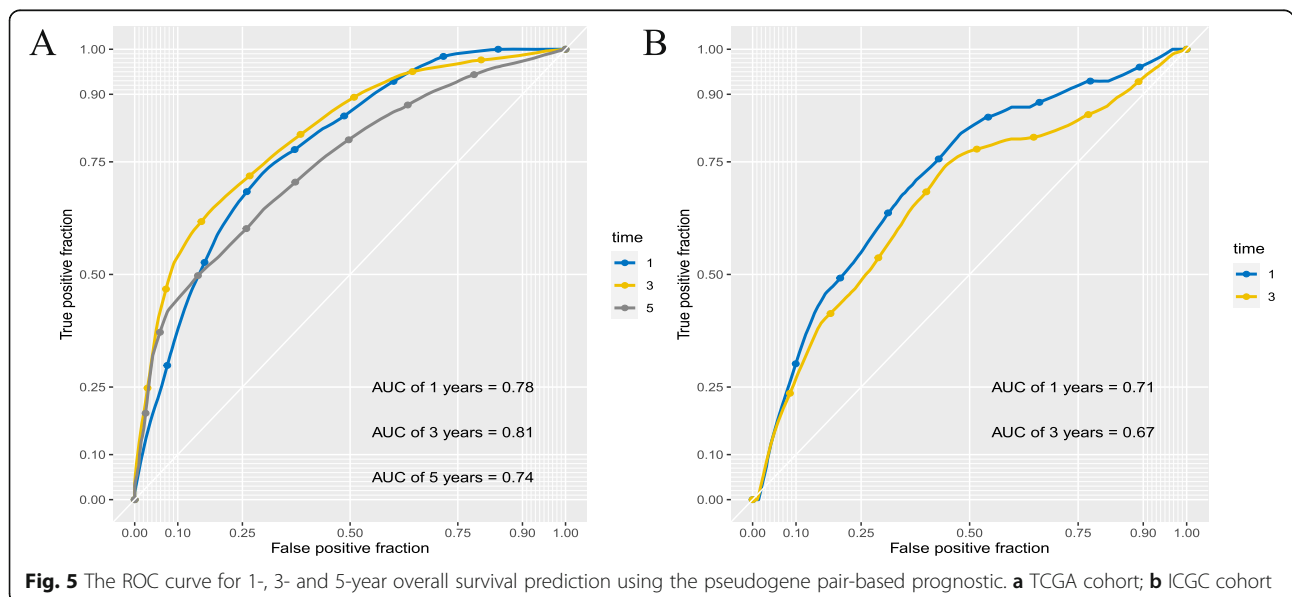 A
1.00
0.90
0.75
0.50
0.25
0.10
0.00
True positive fraction
0.00 0.10 0.25 0.50 0.75 0.90 1.00
False positive fraction
AUC of 1 years = 0.78
AUC of 3 years = 0.81
AUC of 5 years = 0.74
time
1
3
5
B
1.00
0.90
0.75
0.50
0.25
0.10
0.00
True positive fraction
0.00 0.10 0.25 0.50 0.75 0.90 1.00
False positive fraction
AUC of 1 years = 0.71
AUC of 3 years = 0.67
time
1
3
Fig. 5 The ROC curve for 1-, 3- and 5-year overall survival prediction using the pseudogene pair-based prognostic. a TCGA cohort; b ICGC cohort